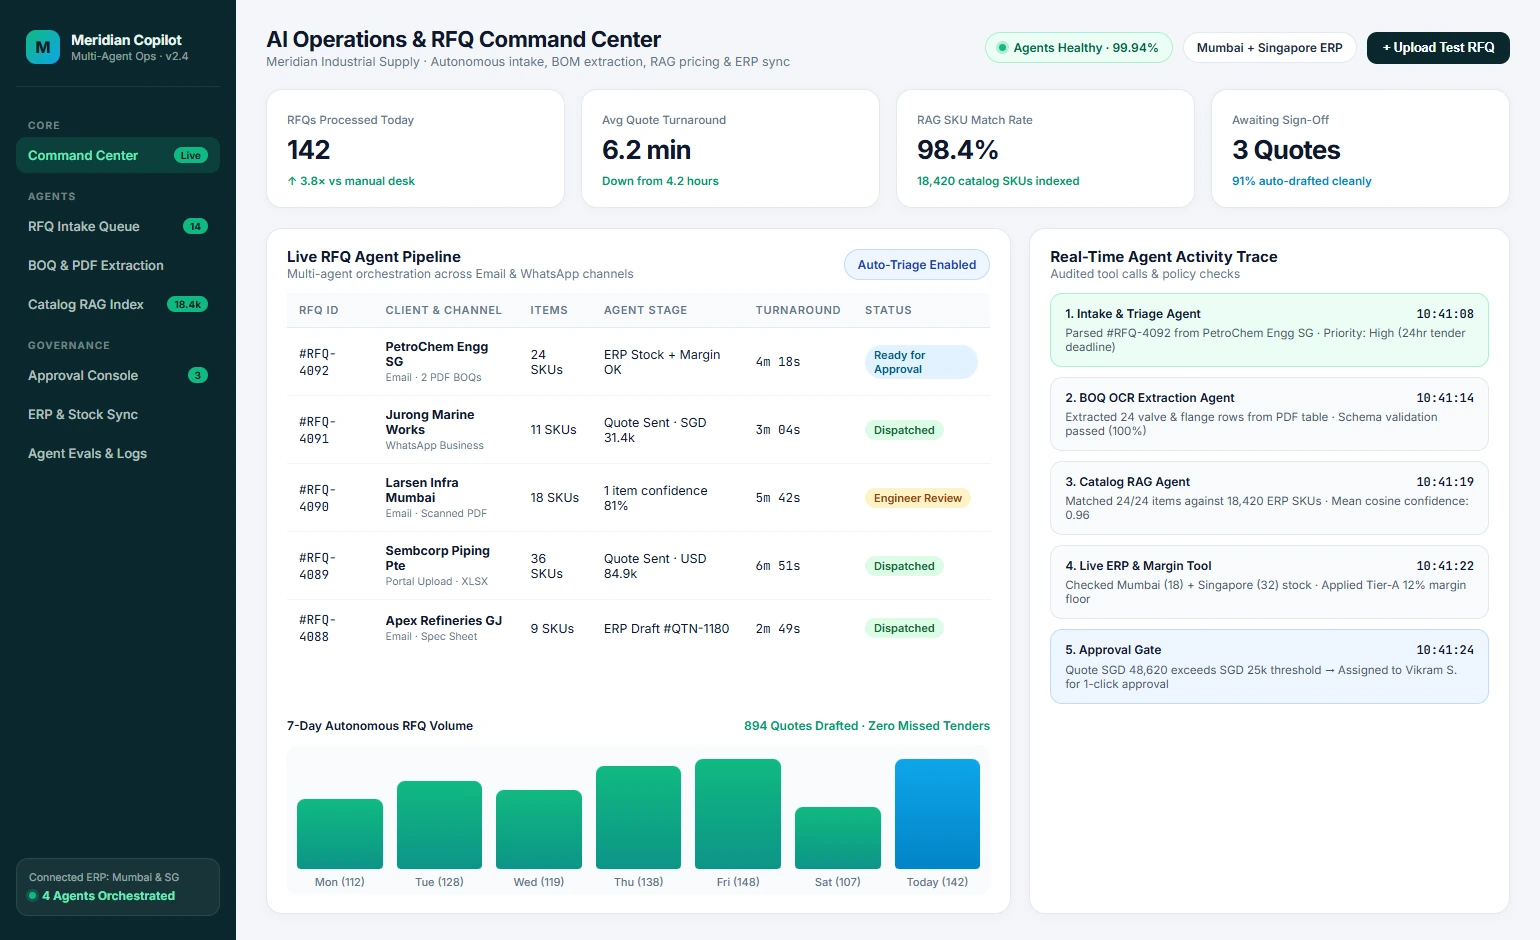 M
Meridian Copilot
Multi-Agent Ops · v2.4
CORE
Command Center
Live
AGENTS
RFQ Intake Queue
14
BOQ & PDF Extraction
Catalog RAG Index
18.4k
GOVERNANCE
Approval Console
3
ERP & Stock Sync
Agent Evals & Logs
Connected ERP: Mumbai & SG
4 Agents Orchestrated
AI Operations & RFQ Command Center
Meridian Industrial Supply · Autonomous intake, BOM extraction, RAG pricing & ERP sync
Agents Healthy · 99.94%
Mumbai + Singapore ERP
+ Upload Test RFQ
RFQs Processed Today
142
↑ 3.8× vs manual desk
Avg Quote Turnaround
6.2 min
Down from 4.2 hours
RAG SKU Match Rate
98.4%
18,420 catalog SKUs indexed
Awaiting Sign-Off
3 Quotes
91% auto-drafted cleanly
Live RFQ Agent Pipeline
Multi-agent orchestration across Email & WhatsApp channels
Auto-Triage Enabled
RFQ ID CLIENT & CHANNEL ITEMS AGENT STAGE TURNAROUND STATUS
#RFQ-
4092
PetroChem Engg
SG
Email · 2 PDF BOQs
24
SKUs
ERP Stock + Margin
OK
4m 18s
Ready for
Approval
#RFQ-
4091
Jurong Marine
Works
WhatsApp Business
11 SKUs
Quote Sent · SGD
31.4k
3m 04s
Dispatched
#RFQ-
4090
Larsen Infra
Mumbai
Email · Scanned PDF
18 SKUs
1 item confidence
81%
5m 42s
Engineer Review
#RFQ-
4089
Sembcorp Piping
Pte
Portal Upload · XLSX
36
SKUs
Quote Sent · USD
84.9k
6m 51s
Dispatched
#RFQ-
4088
Apex Refineries GJ
Email · Spec Sheet
9 SKUs
ERP Draft #QTN-1180
2m 49s
Dispatched
7-Day Autonomous RFQ Volume
894 Quotes Drafted · Zero Missed Tenders
Mon (112)
Tue (128)
Wed (119)
Thu (138)
Fri (148)
Sat (107)
Today (142)
Real-Time Agent Activity Trace
Audited tool calls & policy checks
1. Intake & Triage Agent
10:41:08
Parsed #RFQ-4092 from PetroChem Engg SG · Priority: High (24hr tender
deadline)
2. BOQ OCR Extraction Agent
10:41:14
Extracted 24 valve & flange rows from PDF table · Schema validation
passed (100%)
3. Catalog RAG Agent
10:41:19
Matched 24/24 items against 18,420 ERP SKUs · Mean cosine confidence:
0.96
4. Live ERP & Margin Tool
10:41:22
Checked Mumbai (18) + Singapore (32) stock · Applied Tier-A 12% margin
floor
5. Approval Gate
10:41:24
Quote SGD 48,620 exceeds SGD 25k threshold → Assigned to Vikram S.
for 1-click approval